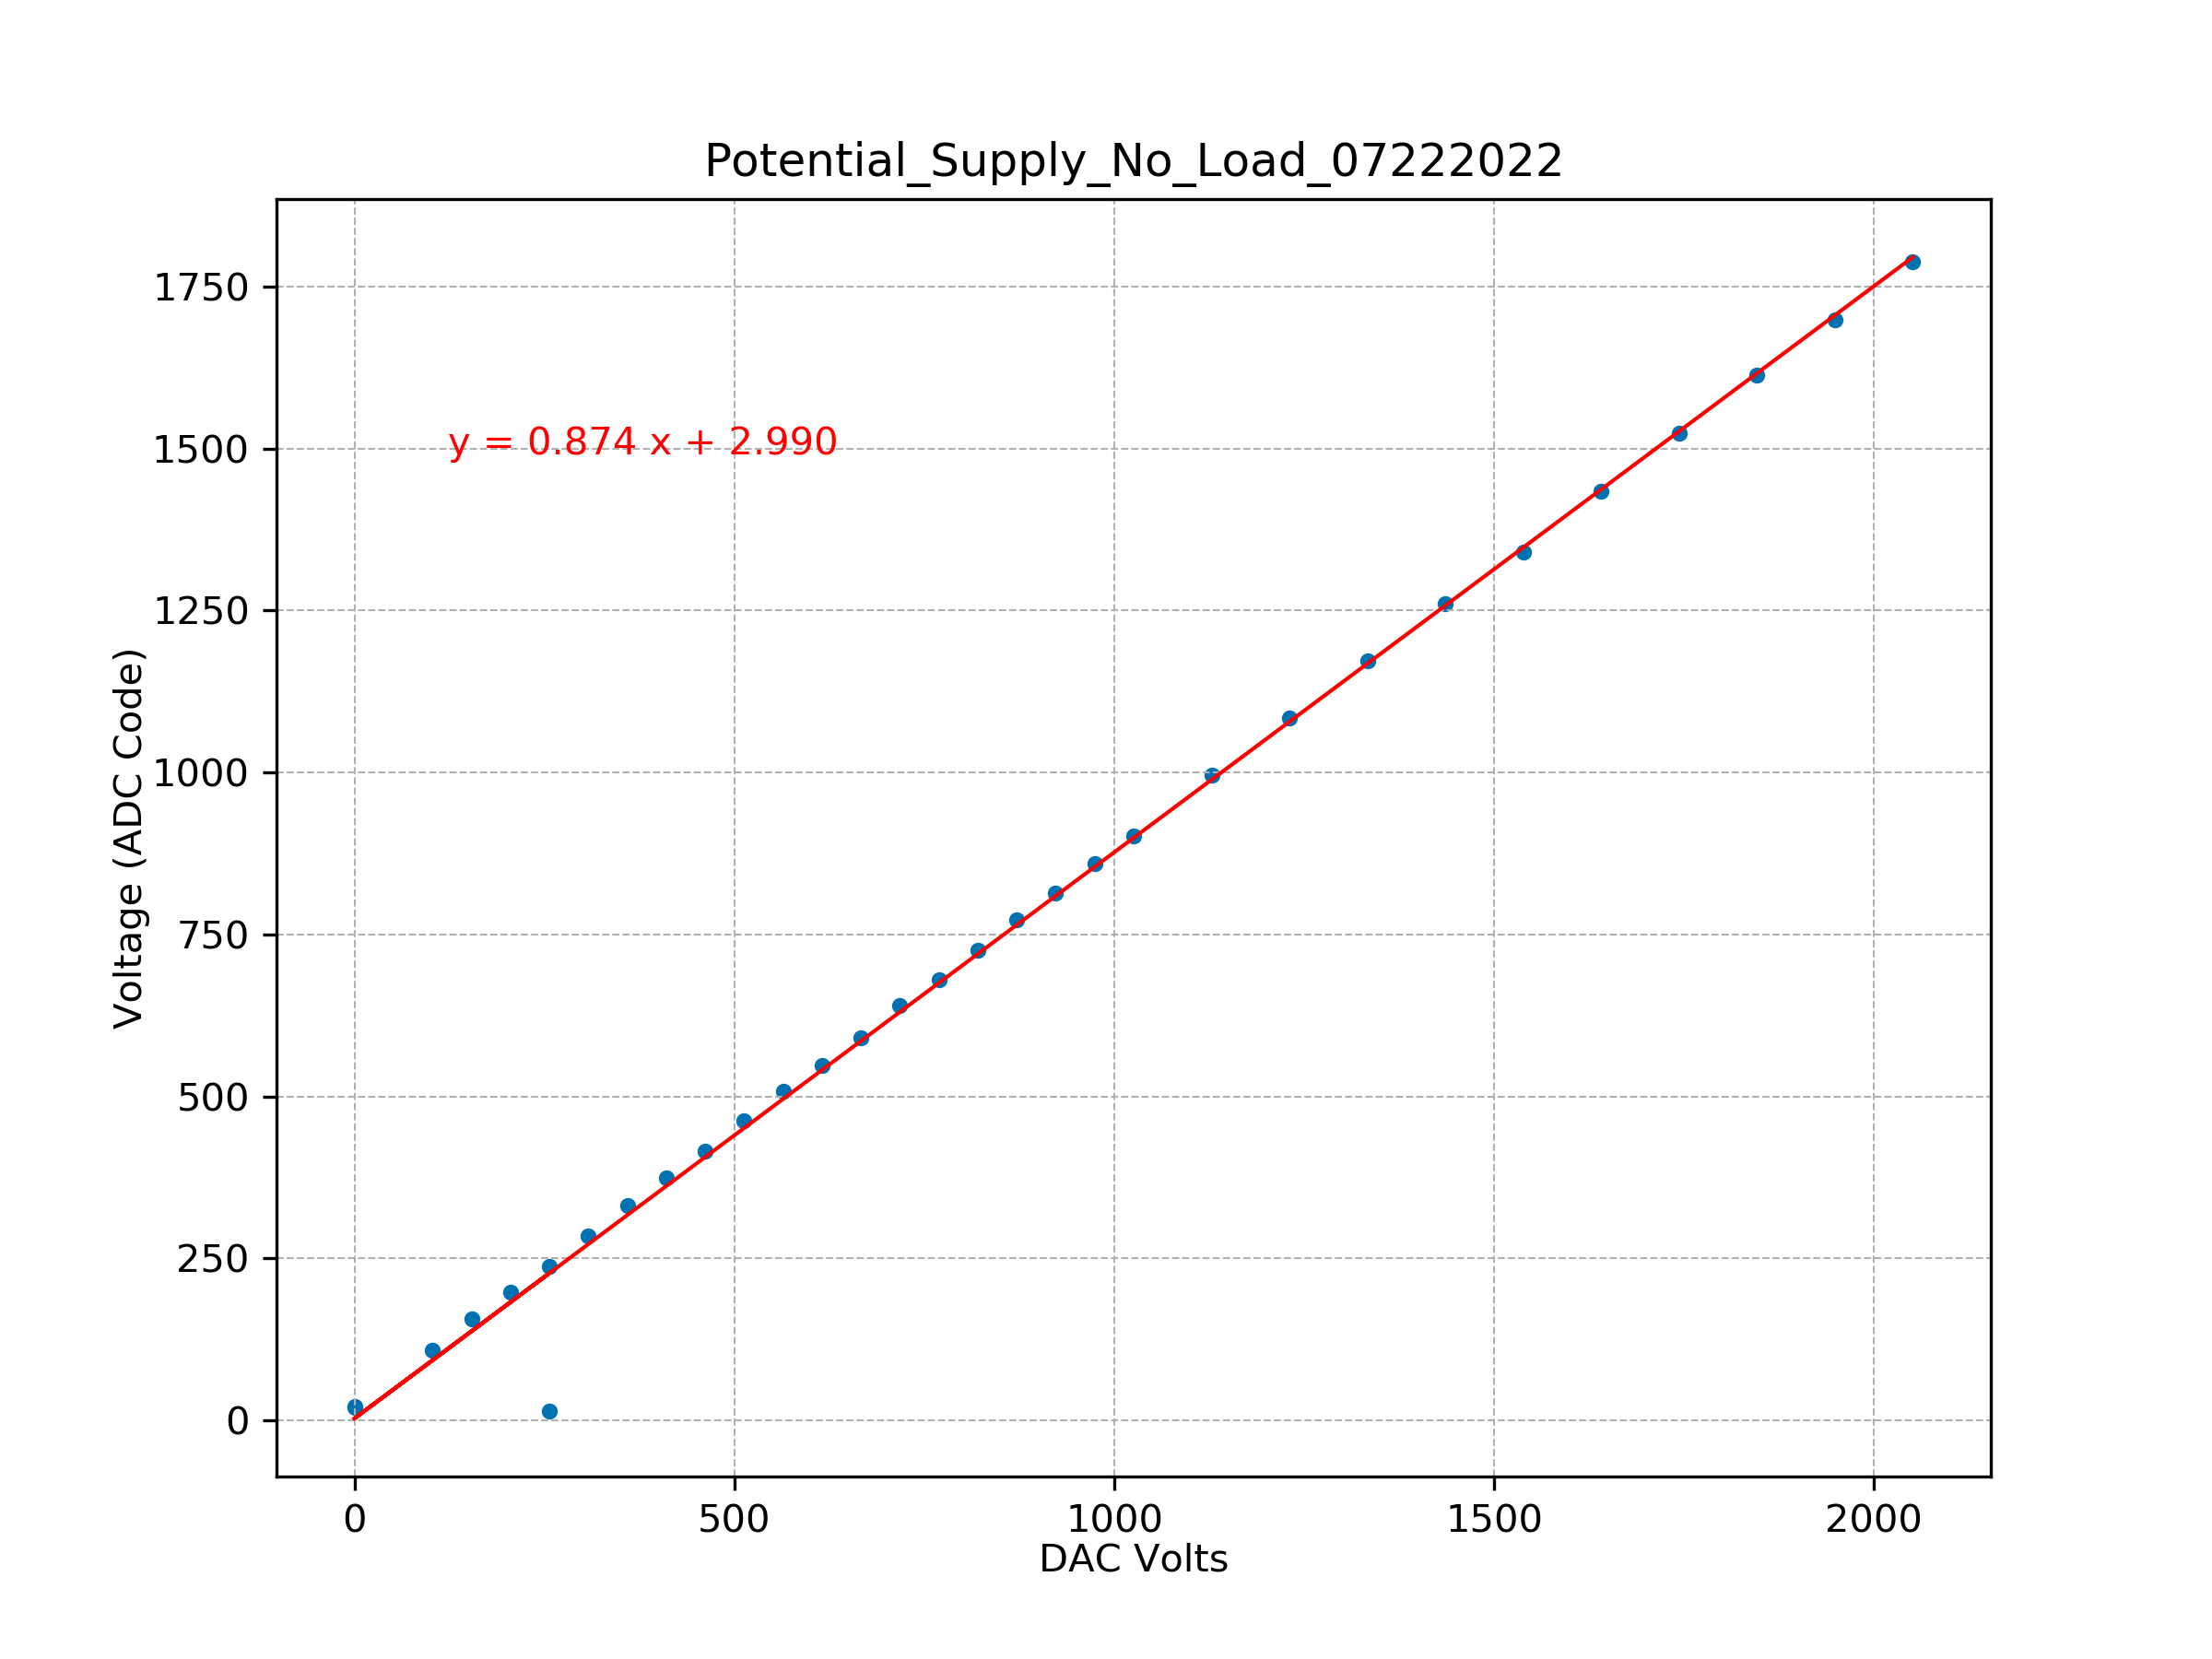 Potential_Supply_No_Load_07222022
1750
1500
1250
1000
750
500
250
0
Voltage (ADC Code)
y = 0.874 x + 2.990
0 500 1000 1500 2000
DAC Volts